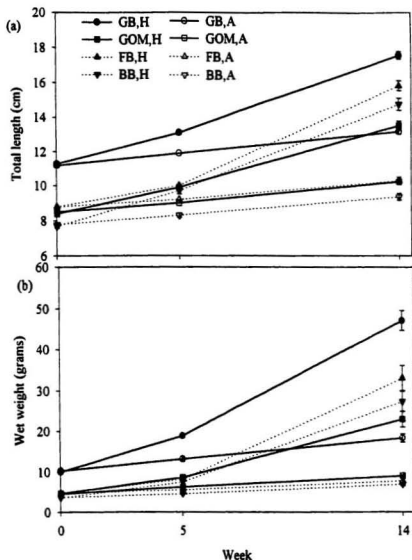 (a)
GB,H GB,A
GOM,H GOM,A
FB,H FB,A
BB,H BB,A
20
18
16
14
12
10
8
6
Total length (cm)
(b)
60
50
40
30
20
10
0
Wet weight (grams)
0 5 14
Week